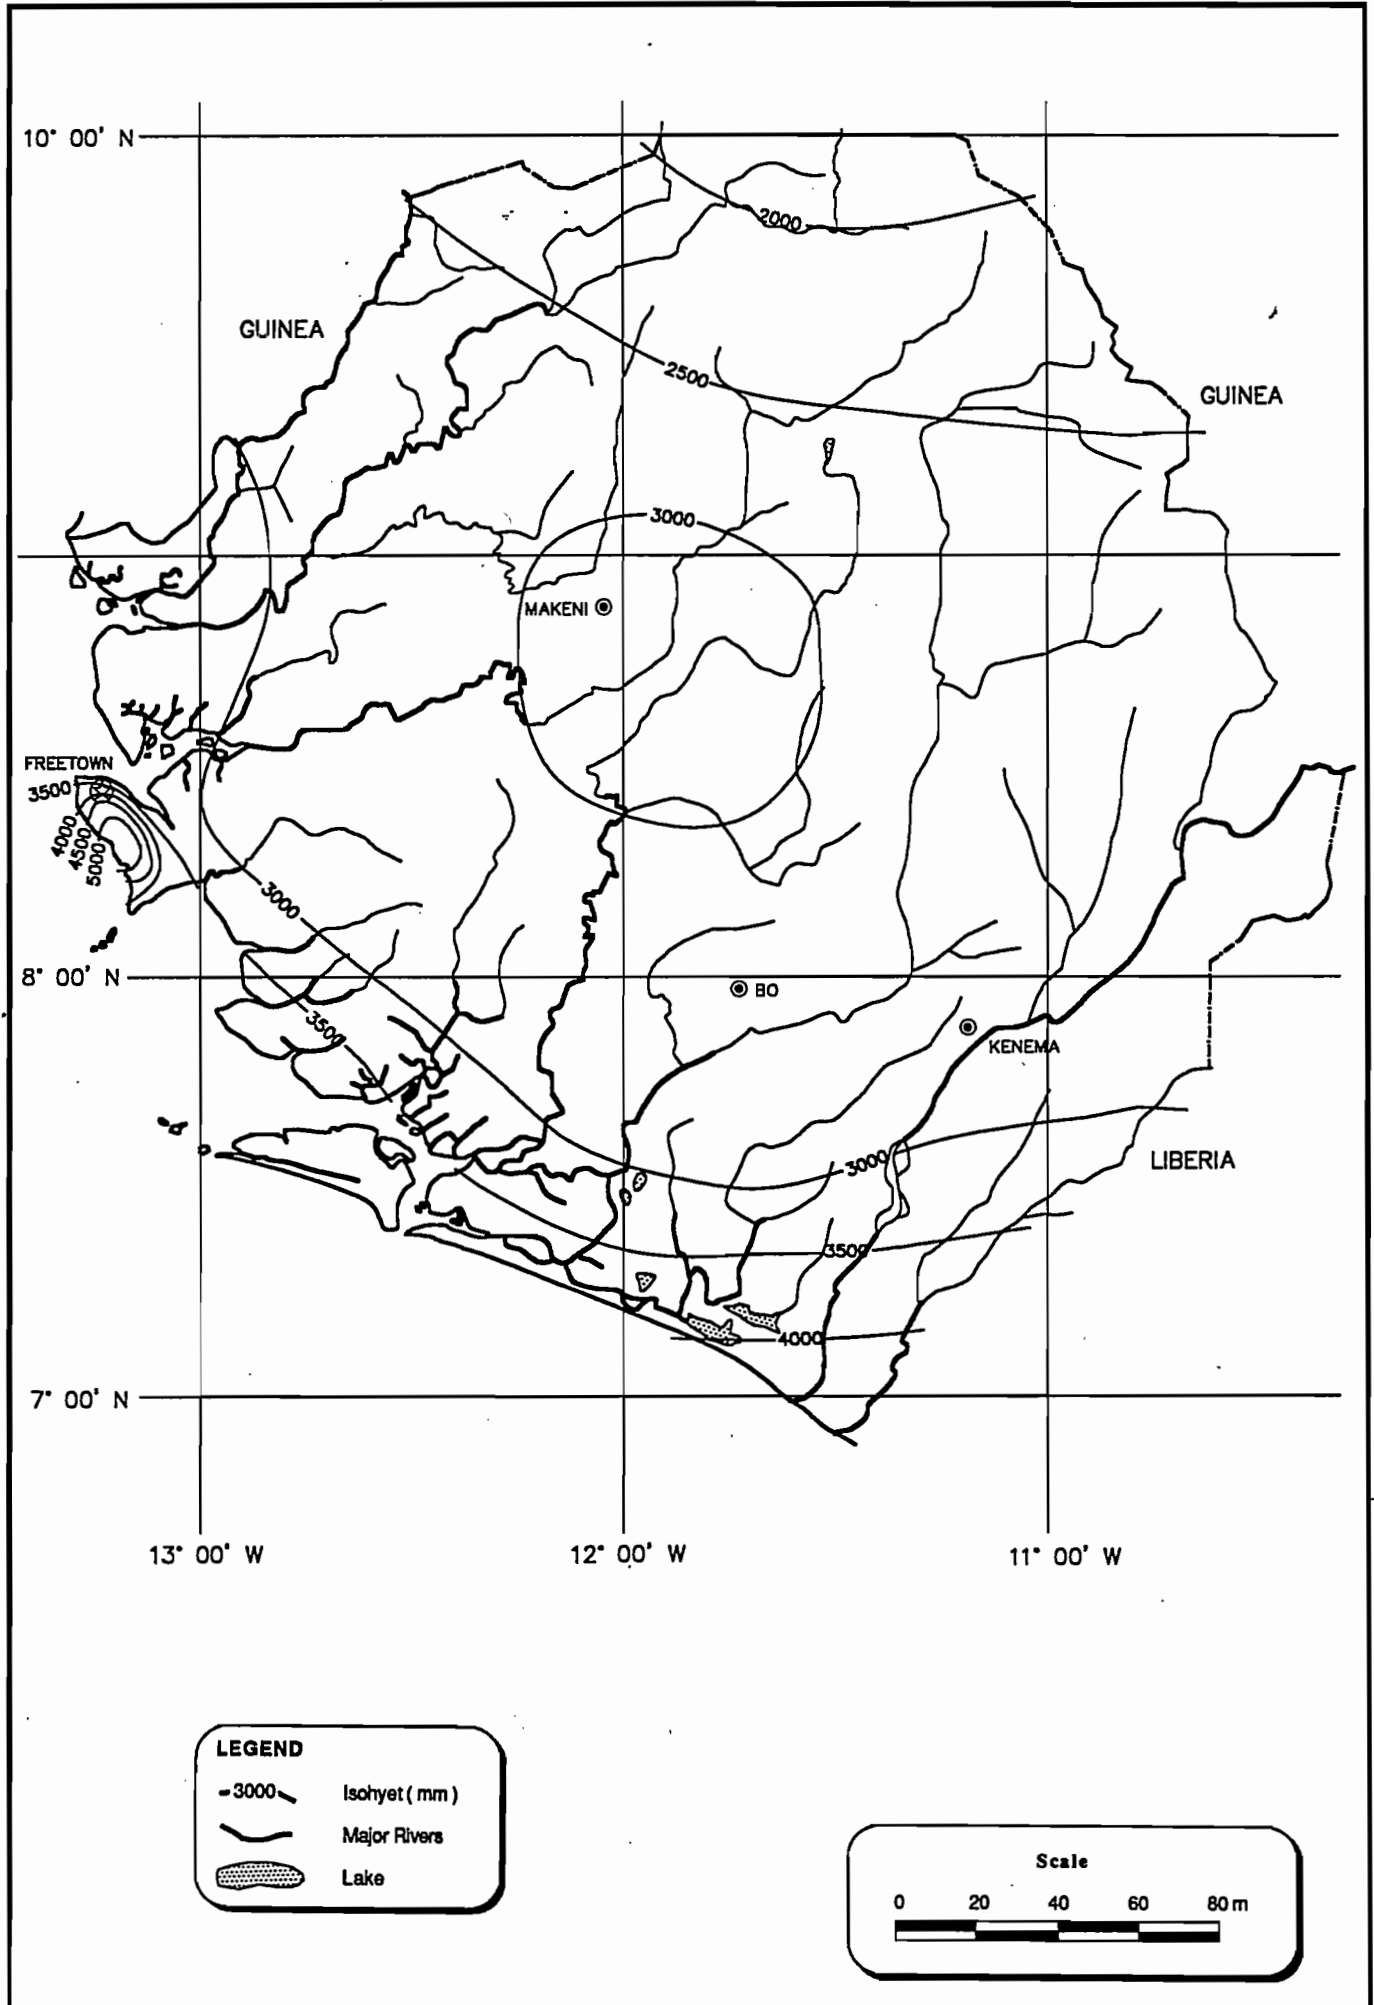 10° 00' N
2000
GUINEA
2500
GUINEA
3000
MAKENI
FREETOWN
3500
4000
4500
5000
3000
8° 00' N
BO
3500
KENEMA
3000
LIBERIA
3500
4000
7° 00' N
13° 00' W
12° 00' W
11° 00' W
LEGEND
3000 Isohyet ( mm )
Major Rivers
Lake
Scale
0 20 40 60 80 m